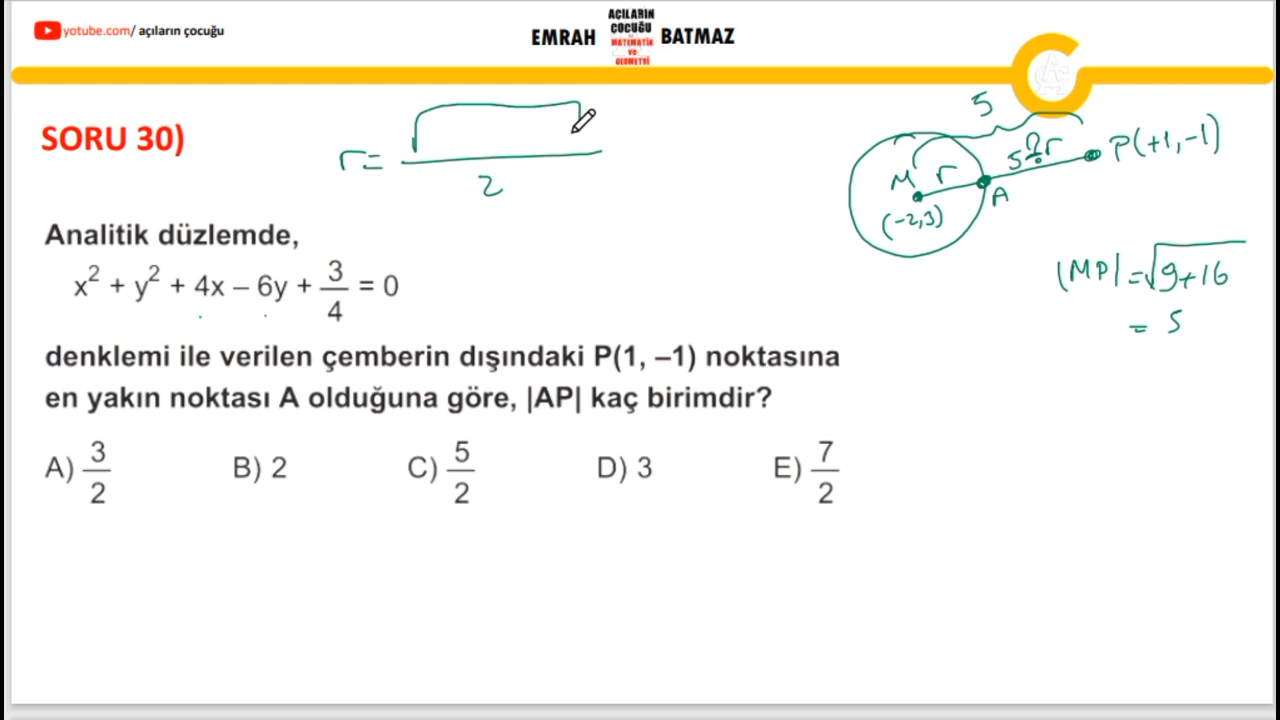 yotube.com/ açıların çocuğu
EMRAH
AÇILARIN
ÇOCUĞU
MATEMATİK
ve
GEOMETRİ
BATMAZ
SORU 30)
r = 2
5
M r 5-r P(+1,-1)
A
(-2,3)
|MP| = √9+16
= 5
Analitik düzlemde,
x² + y² + 4x – 6y + 3/4 = 0
denklemi ile verilen çemberin dışındaki P(1, –1) noktasına
en yakın noktası A olduğuna göre, |AP| kaç birimdir?
A) 3/2 B) 2 C) 5/2 D) 3 E) 7/2